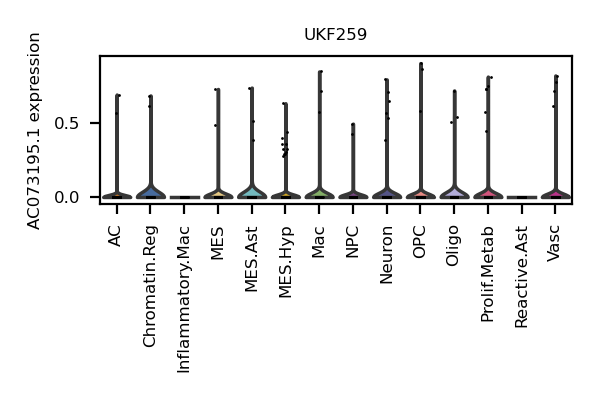 UKF259
AC073195.1 expression
0.5
0.0
AC
Chromatin.Reg
Inflammatory.Mac
MES
MES.Ast
MES.Hyp
Mac
NPC
Neuron
OPC
Oligo
Prolif.Metab
Reactive.Ast
Vasc